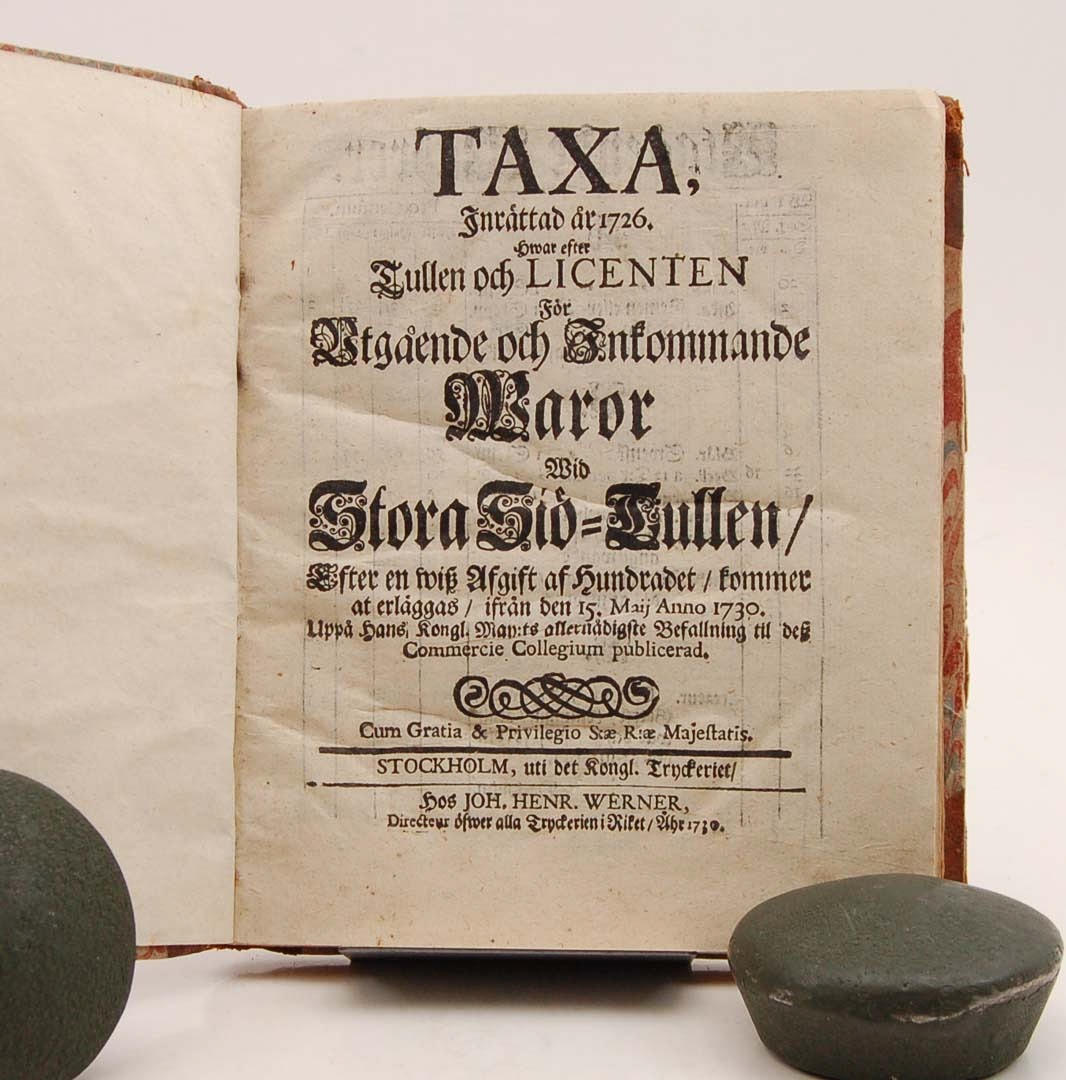 TAXA,
Inrättad år 1726.
Hwar efter
Tullen och LICENTEN
För
Utgående och Inkommande
Waror
Wid
Stora Siö=Tullen/
Efter en wiß Afgift af Hundradet / kommer
at erläggas / ifrån den 15. Maij Anno 1730.
Uppå Hans Kongl. May:ts allernådigste Befallning til deß
Commercie Collegium publicerad.
Cum Gratia & Privilegio S:æ R:æ Majestatis.
STOCKHOLM, uti det Kongl. Tryckeriet/
Hos JOH. HENR. WERNER,
Directeur öfwer alla Tryckerien i Riket / Åhr 1730.